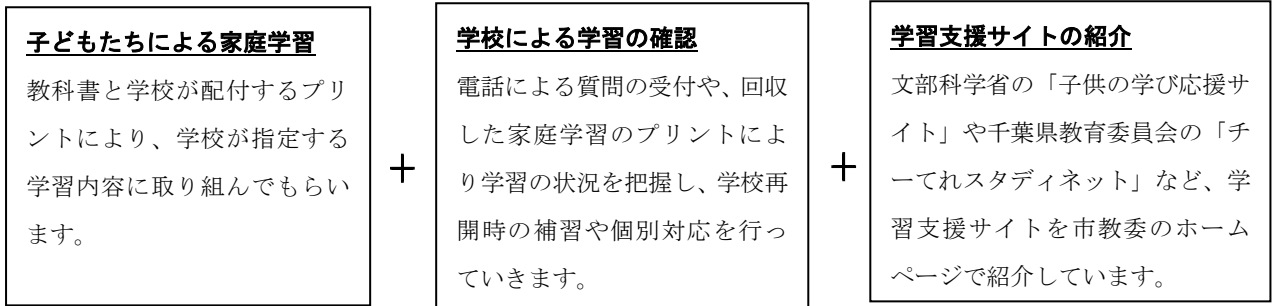 子どもたちによる家庭学習
教科書と学校が配付するプリ
ントにより、学校が指定する
学習内容に取り組んでもらい
ます。
+
学校による学習の確認
電話による質問の受付や、回収
した家庭学習のプリントによ
り学習の状況を把握し、学校再
開時の補習や個別対応を行っ
ていきます。
+
学習支援サイトの紹介
文部科学省の「子供の学び応援サ
イト」や千葉県教育委員会の「チ
ーてれスタディネット」など、学
習支援サイトを市教委のホーム
ページで紹介しています。